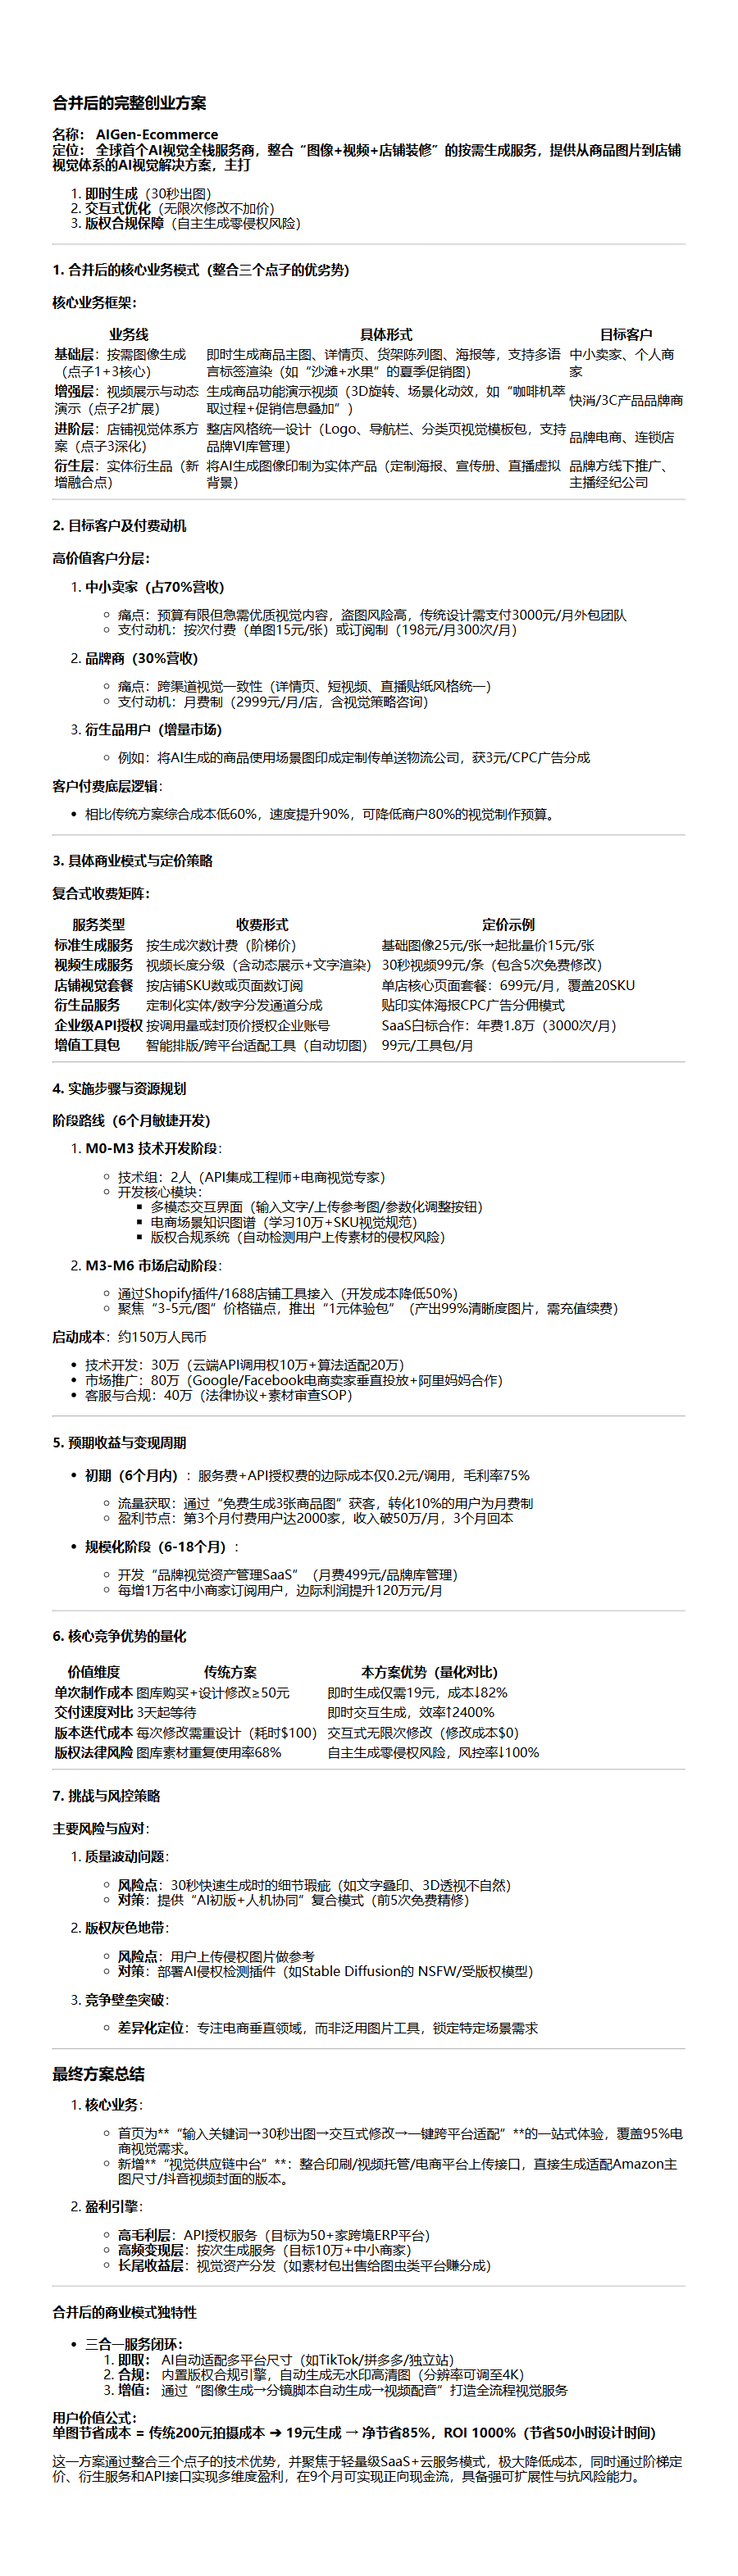 合并后的完整创业方案
名称： AIGen-Ecommerce
定位： 全球首个AI视觉全栈服务商，整合“图像+视频+店铺装修”的按需生成服务，提供从商品图片到店铺
视觉体系的AI视觉解决方案，主打
1. 即时生成（30秒出图）
2. 交互式优化（无限次修改不加价）
3. 版权合规保障（自主生成零侵权风险）
1. 合并后的核心业务模式（整合三个点子的优劣势）
核心业务框架：
业务线 具体形式 目标客户
基础层：按需图像生成 即时生成商品主图、详情页、货架陈列图、海报等，支持多语 中小卖家、个人商
（点子1+3核心） 言标签渲染（如“沙滩+水果”的夏季促销图） 家
增强层：视频展示与动态 生成商品功能演示视频（3D旋转、场景化动效，如“咖啡机萃 快消/3C产品品牌商
演示（点子2扩展） 取过程+促销信息叠加”）
进阶层：店铺视觉体系方 整店风格统一设计（Logo、导航栏、分类页视觉模板包，支持 品牌电商、连锁店
案（点子3深化） 品牌VI库管理）
衍生层：实体衍生品（新 将AI生成图像印制为实体产品（定制海报、宣传册、直播虚拟 品牌方线下推广、
增融合点） 背景） 主播经纪公司
2. 目标客户及付费动机
高价值客户分层：
1. 中小卖家（占70%营收）
○ 痛点：预算有限但急需优质视觉内容，盗图风险高，传统设计需支付3000元/月外包团队
○ 支付动机：按次付费（单图15元/张）或订阅制（198元/月300次/月）
2. 品牌商（30%营收）
○ 痛点：跨渠道视觉一致性（详情页、短视频、直播贴纸风格统一）
○ 支付动机：月费制（2999元/月/店，含视觉策略咨询）
3. 衍生品用户（增量市场）
○ 例如：将AI生成的商品使用场景图印成定制传单送物流公司，获3元/CPC广告分成
客户付费底层逻辑：
• 相比传统方案综合成本低60%，速度提升90%，可降低商户80%的视觉制作预算。
3. 具体商业模式与定价策略
复合式收费矩阵：
服务类型 收费形式 定价示例
标准生成服务 按生成次数计费（阶梯价） 基础图像25元/张→起批量价15元/张
视频生成服务 视频长度分级（含动态展示+文字渲染） 30秒视频99元/条（包含5次免费修改）
店铺视觉套餐 按店铺SKU数或页面数订阅 单店核心页面套餐：699元/月，覆盖20SKU
衍生品服务 定制化实体/数字分发通道分成 贴印实体海报CPC广告分佣模式
企业级API授权 按调用量或封顶价授权企业账号 SaaS白标合作：年费1.8万（3000次/月）
增值工具包 智能排版/跨平台适配工具（自动切图） 99元/工具包/月
4. 实施步骤与资源规划
阶段路线（6个月敏捷开发）
1. M0-M3 技术开发阶段：
○ 技术组：2人（API集成工程师+电商视觉专家）
○ 开发核心模块：
■ 多模态交互界面（输入文字/上传参考图/参数化调整按钮）
■ 电商场景知识图谱（学习10万+SKU视觉规范）
■ 版权合规系统（自动检测用户上传素材的侵权风险）
2. M3-M6 市场启动阶段：
○ 通过Shopify插件/1688店铺工具接入（开发成本降低50%）
○ 聚焦“3-5元/图”价格锚点，推出“1元体验包”（产出99%清晰度图片，需充值续费）
启动成本：约150万人民币
• 技术开发：30万（云端API调用权10万+算法适配20万）
• 市场推广：80万（Google/Facebook电商卖家垂直投放+阿里妈妈合作）
• 客服与合规：40万（法律协议+素材审查SOP）
5. 预期收益与变现周期
• 初期（6个月内）：服务费+API授权费的边际成本仅0.2元/调用，毛利率75%
○ 流量获取：通过“免费生成3张商品图”获客，转化10%的用户为月费制
○ 盈利节点：第3个月付费用户达2000家，收入破50万/月，3个月回本
• 规模化阶段（6-18个月）：
○ 开发“品牌视觉资产管理SaaS”（月费499元/品牌库管理）
○ 每增1万名中小商家订阅用户，边际利润提升120万元/月
6. 核心竞争优势的量化
价值维度 传统方案 本方案优势（量化对比）
单次制作成本 图库购买+设计修改≥50元 即时生成仅需19元，成本↓82%
交付速度对比 3天起等待 即时交互生成，效率↑2400%
版本迭代成本 每次修改需重设计（耗时$100） 交互式无限次修改（修改成本$0）
版权法律风险 图库素材重复使用率68% 自主生成零侵权风险，风控率↓100%
7. 挑战与风控策略
主要风险与应对：
1. 质量波动问题：
○ 风险点：30秒快速生成时的细节瑕疵（如文字叠印、3D透视不自然）
○ 对策：提供“AI初版+人机协同”复合模式（前5次免费精修）
2. 版权灰色地带：
○ 风险点：用户上传侵权图片做参考
○ 对策：部署AI侵权检测插件（如Stable Diffusion的 NSFW/受版权模型）
3. 竞争壁垒突破：
○ 差异化定位：专注电商垂直领域，而非泛用图片工具，锁定特定场景需求
最终方案总结
1. 核心业务：
○ 首页为**“输入关键词→30秒出图→交互式修改→一键跨平台适配”**的一站式体验，覆盖95%电
商视觉需求。
○ 新增**“视觉供应链中台”**：整合印刷/视频托管/电商平台上传接口，直接生成适配Amazon主
图尺寸/抖音视频封面的版本。
2. 盈利引擎：
○ 高毛利层：API授权服务（目标为50+家跨境ERP平台）
○ 高频变现层：按次生成服务（目标10万+中小商家）
○ 长尾收益层：视觉资产分发（如素材包出售给图虫类平台赚分成）
合并后的商业模式独特性
• 三合一服务闭环：
1. 即取： AI自动适配多平台尺寸（如TikTok/拼多多/独立站）
2. 合规： 内置版权合规引擎，自动生成无水印高清图（分辨率可调至4K）
3. 增值： 通过“图像生成→分镜脚本自动生成→视频配音”打造全流程视觉服务
用户价值公式：
单图节省成本 = 传统200元拍摄成本 ➔ 19元生成 → 净节省85%，ROI 1000%（节省50小时设计时间）
这一方案通过整合三个点子的技术优势，并聚焦于轻量级SaaS+云服务模式，极大降低成本，同时通过阶梯定
价、衍生服务和API接口实现多维度盈利，在9个月可实现正向现金流，具备强可扩展性与抗风险能力。